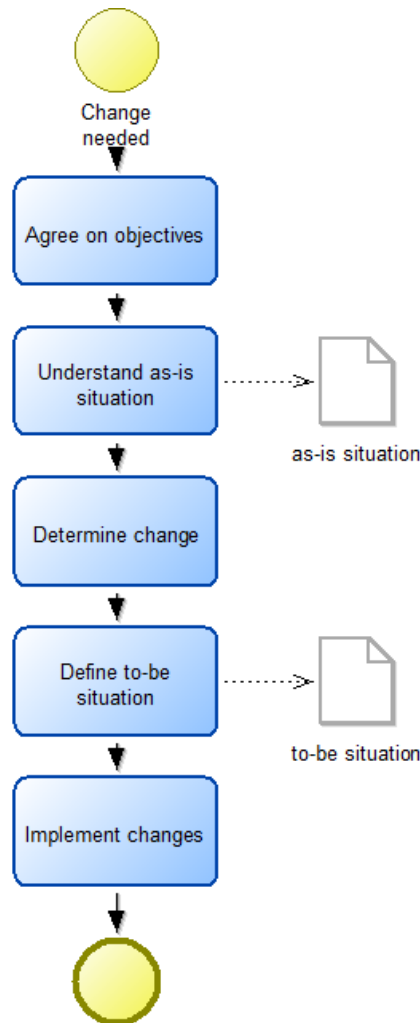 Change
needed
Agree on objectives
Understand as-is
situation
as-is situation
Determine change
Define to-be
situation
to-be situation
Implement changes